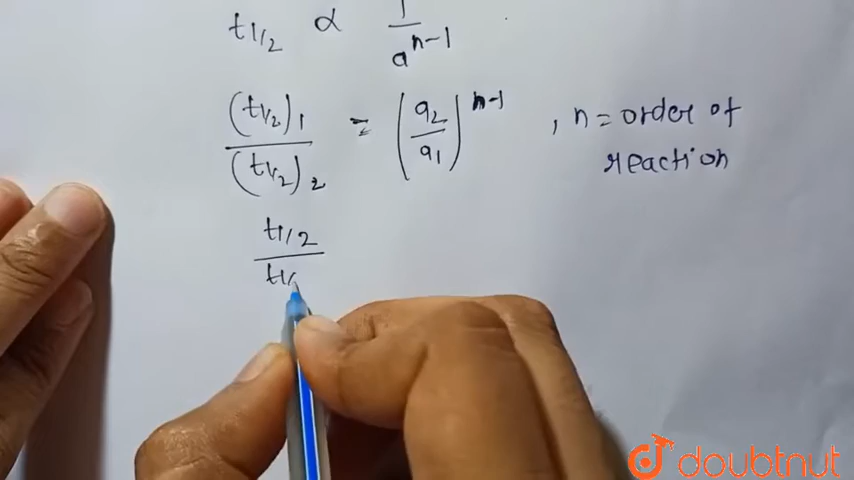 t1/2 ∝ 1/a^n-1
(t1/2)1/(t1/2)2 = (a2/a1)^n-1 , n = order of
reaction
t1/2
t1/
doubtnut